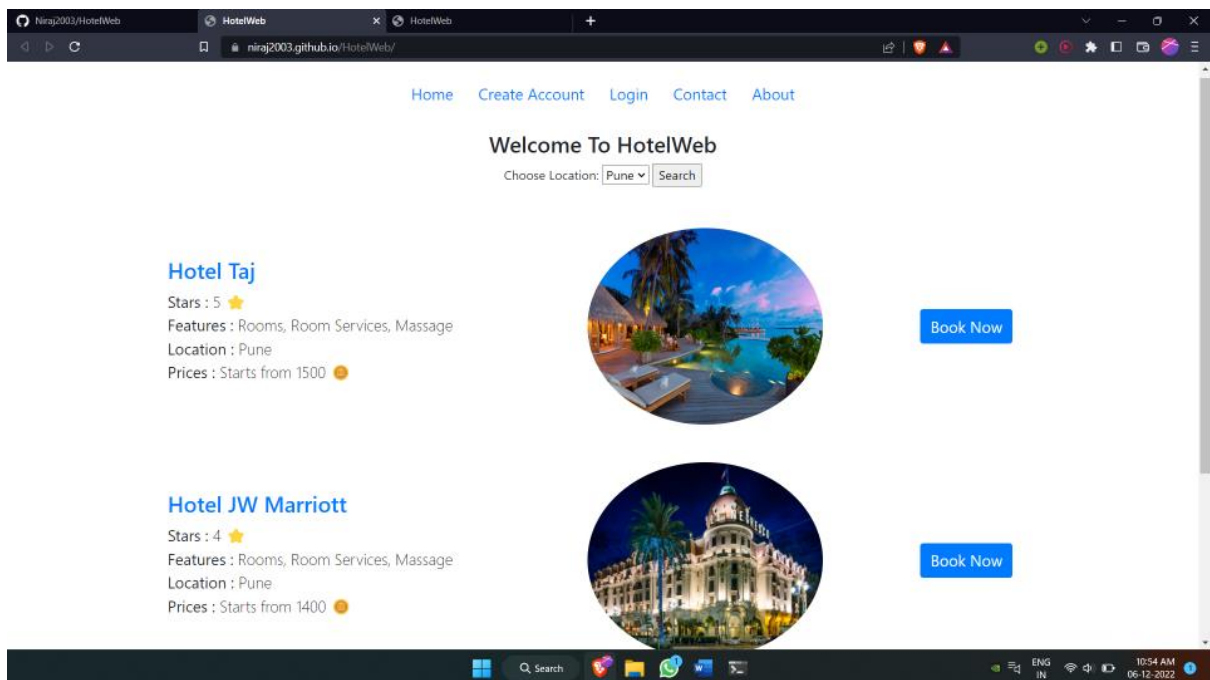 Niraj2003/HotelWeb
HotelWeb
HotelWeb
niraj2003.github.io/HotelWeb/
Home Create Account Login Contact About
Welcome To HotelWeb
Choose Location: Pune Search
Hotel Taj
Stars : 5
Features : Rooms, Room Services, Massage
Location : Pune
Prices : Starts from 1500
Book Now
Hotel JW Marriott
Stars : 4
Features : Rooms, Room Services, Massage
Location : Pune
Prices : Starts from 1400
Book Now
Search
ENG
IN
10:54 AM
06-12-2022